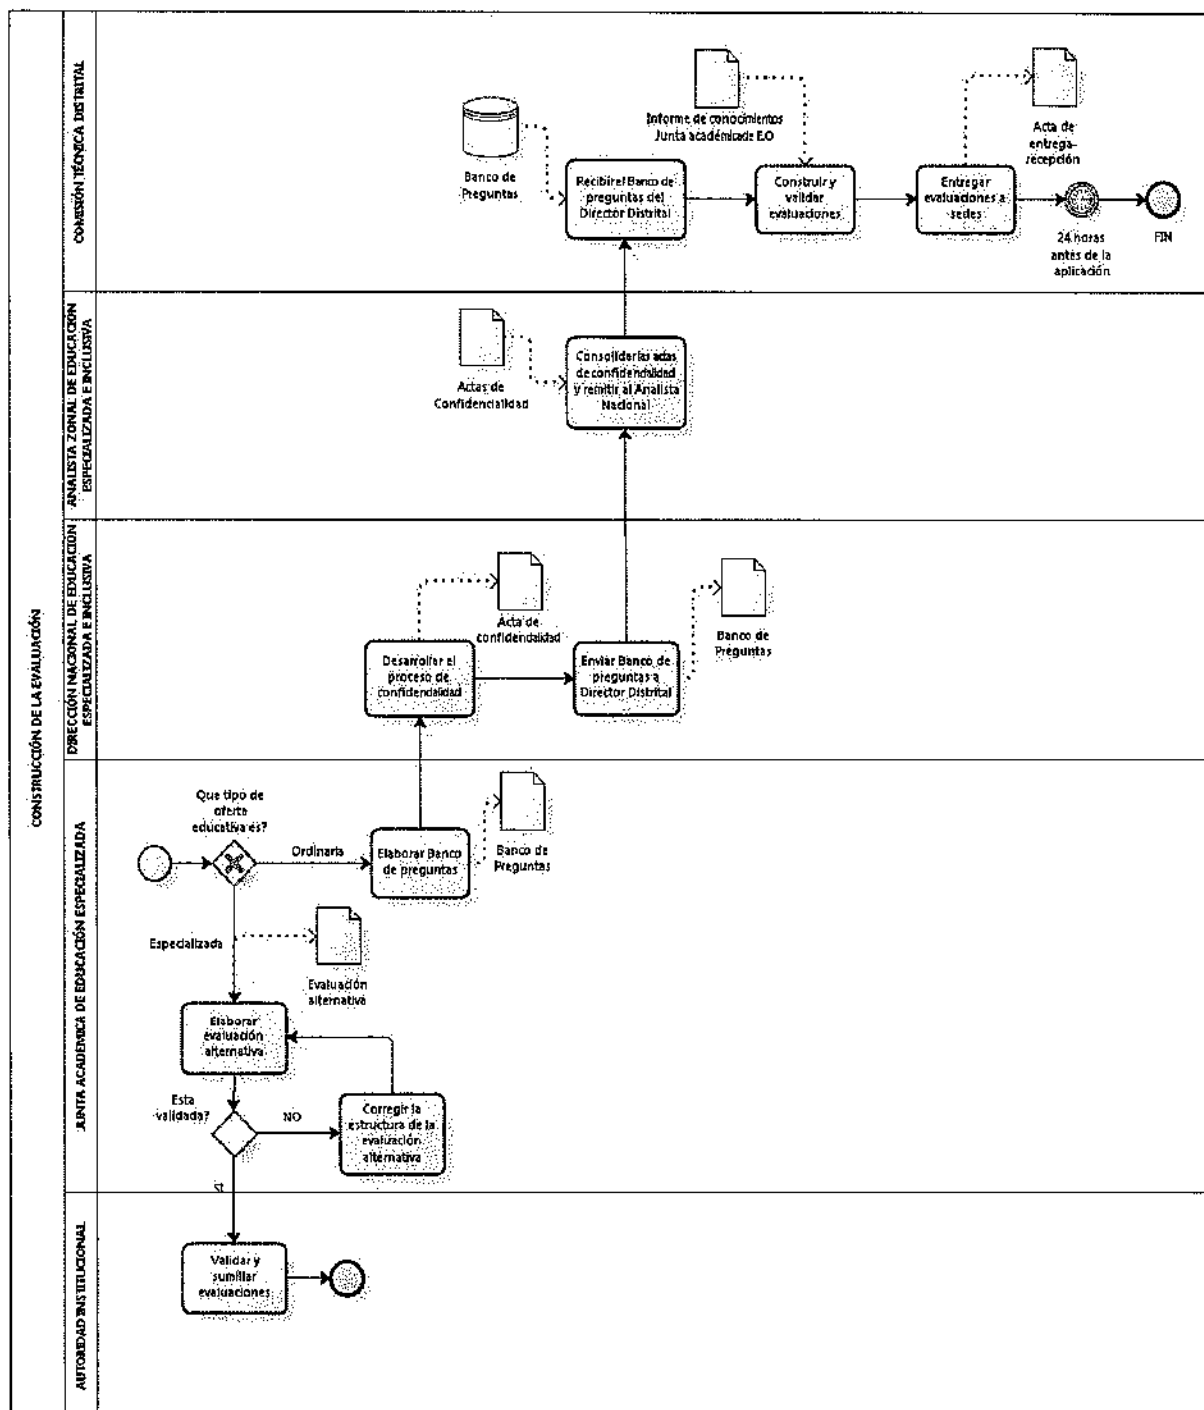 CONSTRUCCIÓN DE LA EVALUACIÓN
COMISIÓN TÉCNICA DISTRITAL
Banco de
Preguntas
Informe de conocimientos
Junta académicade E.O
Acta de
entrega-
recepción
Recibirel Banco de
preguntas del
Director Distrital
Construir y
validar
evaluaciones
Entregar
evaluaciones a
sedes
24 horas
antes de la
aplicación
FIN
ANALISTA ZONAL DE EDUCACIÓN
ESPECIALIZADA E INCLUSIVA
Actas de
Confidencialidad
Consolidar las actas
de confidencialidad
y remitir al Analista
Nacional
DIRECCIÓN NACIONAL DE EDUCACIÓN
ESPECIALIZADA E INCLUSIVA
Acta de
confidencialidad
Desarrollar el
proceso de
confidencialidad
Enviar Banco de
preguntas a
Director Distrital
Banco de
Preguntas
JUNTA ACADÉMICA DE EDUCACIÓN ESPECIALIZADA
Que tipo de
oferta
educativa es?
Ordinaria
Elaborar Banco
de preguntas
Banco de
Preguntas
Especializada
Evaluación
alternativa
Elaborar
evaluación
alternativa
Esta
validada?
NO
Corregir la
estructura de la
evaluación
alternativa
SI
AUTORIDAD INSTITUCIONAL
Validar y
sumillar
evaluaciones